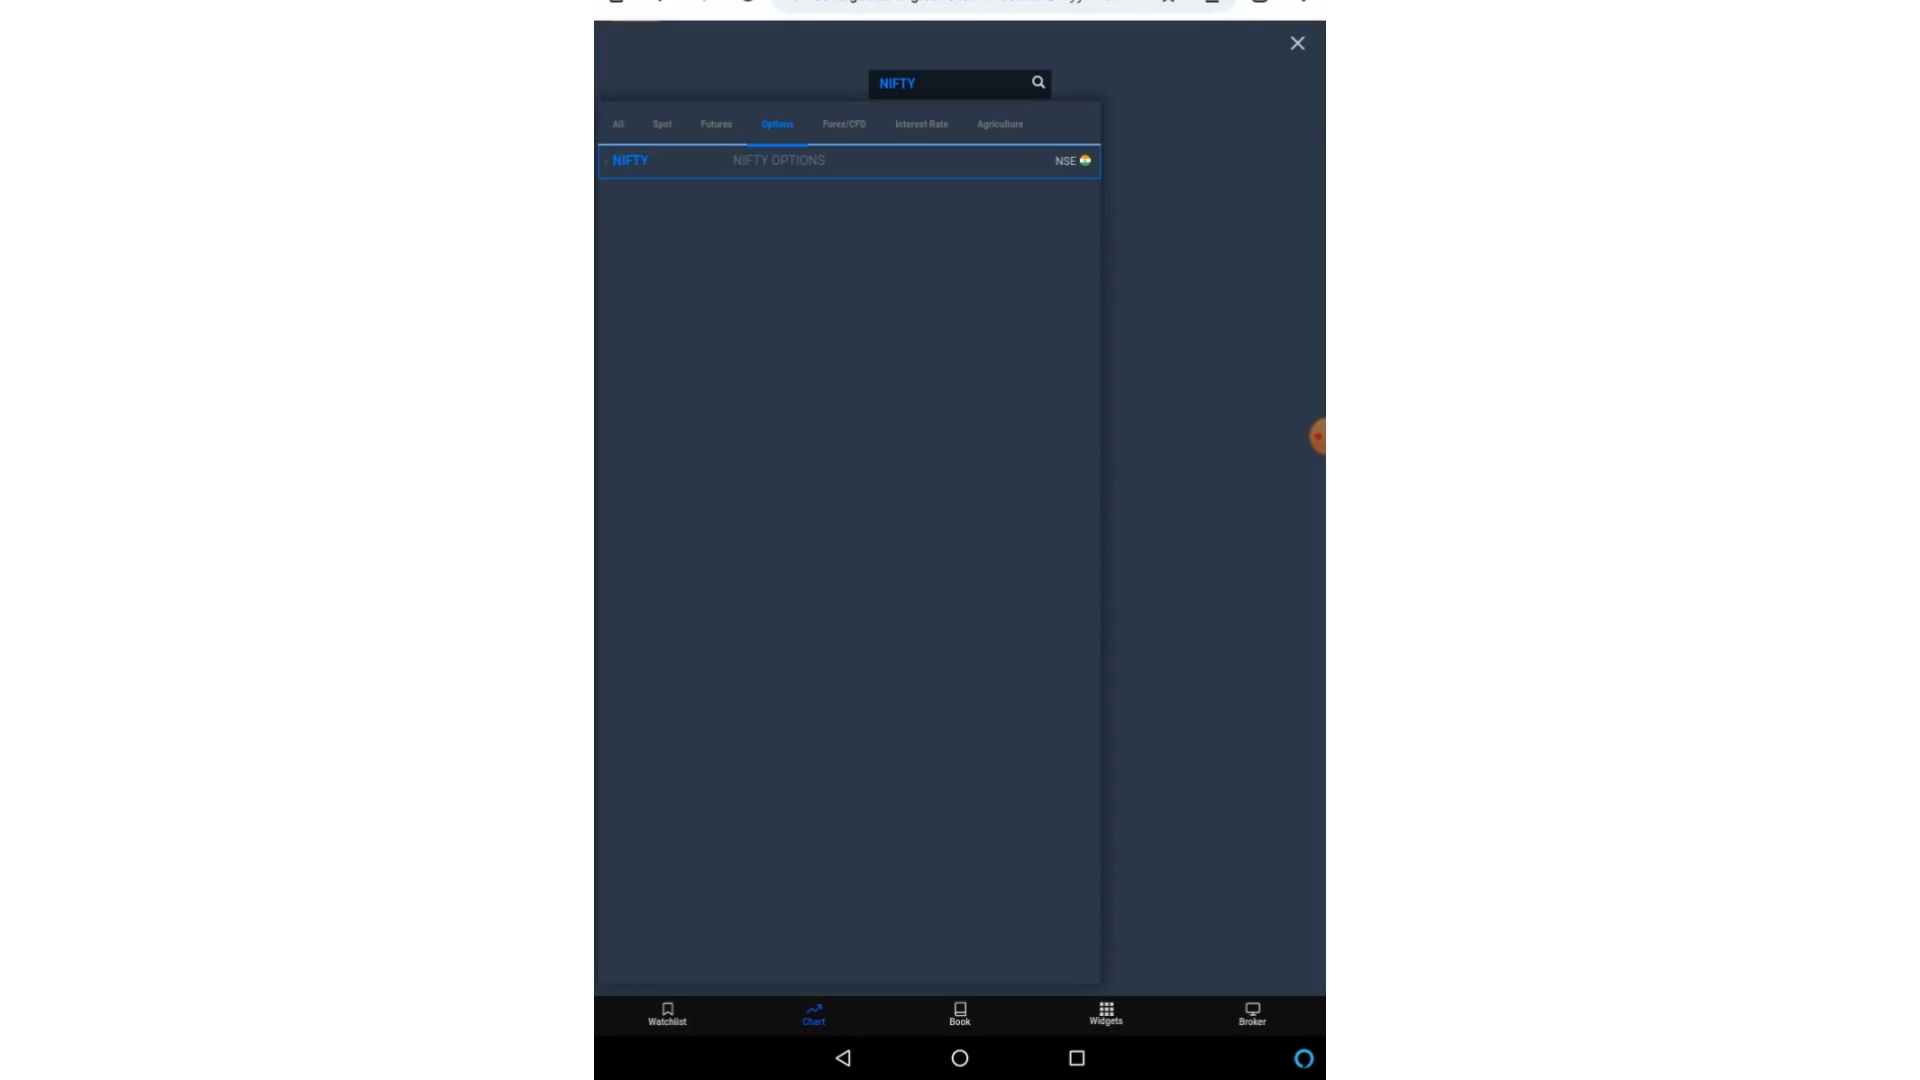 NIFTY
All Spot Futures Options Forex/CFD Interest Rate Agriculture
NIFTY NIFTY OPTIONS NSE
Watchlist Chart Book Widgets Broker